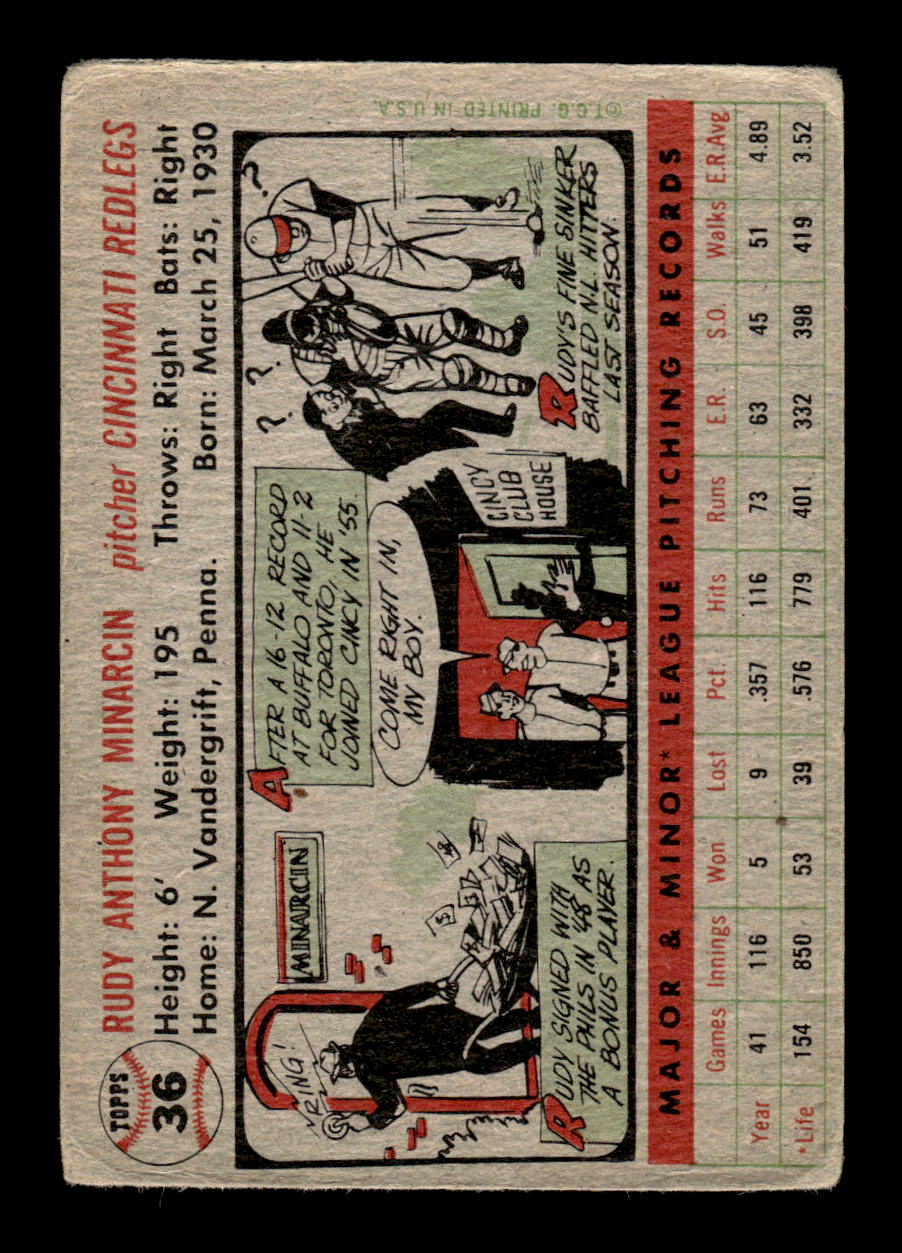 TOPPS
36
RUDY ANTHONY MINARCIN pitcher CINCINNATI REDLEGS
Height: 6' Weight: 195 Throws: Right Bats: Right
Home: N. Vandergrift, Penna. Born: March 25, 1930
RING!
MINARCIN
RUDY SIGNED WITH
THE PHILS IN '48 AS
A BONUS PLAYER.
AFTER A 16-12 RECORD
AT BUFFALO AND 11-2
FOR TORONTO, HE
JOINED CINCY IN '55.
COME RIGHT IN,
MY BOY.
CINCY
CLUB
HOUSE
? ? ?
RUDY'S FINE SINKER
BAFFLED N.L. HITTERS
LAST SEASON.
©T.C.G. PRINTED IN U.S.A.
MAJOR & MINOR* LEAGUE PITCHING RECORDS
Games Innings Won Lost Pct. Hits Runs E.R. S.O. Walks E.R.Avg
Year 41 116 5 9 .357 116 73 63 45 51 4.89
*Life 154 850 53 39 .576 779 401 332 398 419 3.52